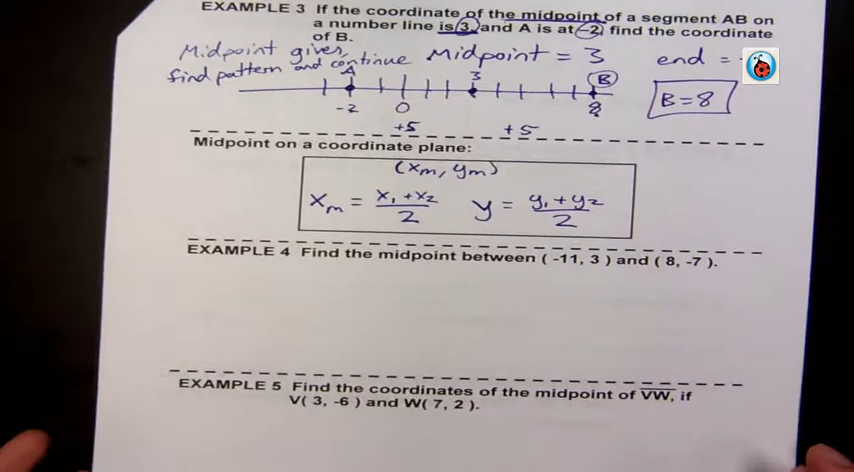 EXAMPLE 3 If the coordinate of the midpoint of a segment AB on
a number line is 3, and A is at -2, find the coordinate
of B.
Midpoint gives,
find pattern and continue
Midpoint = 3
end =
A 3 B
-2 0 8
+5 +5
B = 8
Midpoint on a coordinate plane:
(xm, ym)
xm = x1 + x2 / 2 y = y1 + y2 / 2
EXAMPLE 4 Find the midpoint between ( -11, 3 ) and ( 8, -7 ).
EXAMPLE 5 Find the coordinates of the midpoint of VW, if
V( 3, -6 ) and W( 7, 2 ).